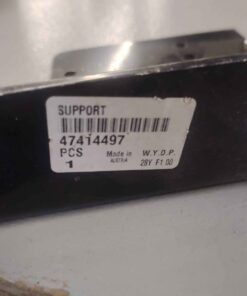 SUPPORT
47414497
PCS Made in W.Y.D.P.
1 AUSTRIA 28Y F1 00